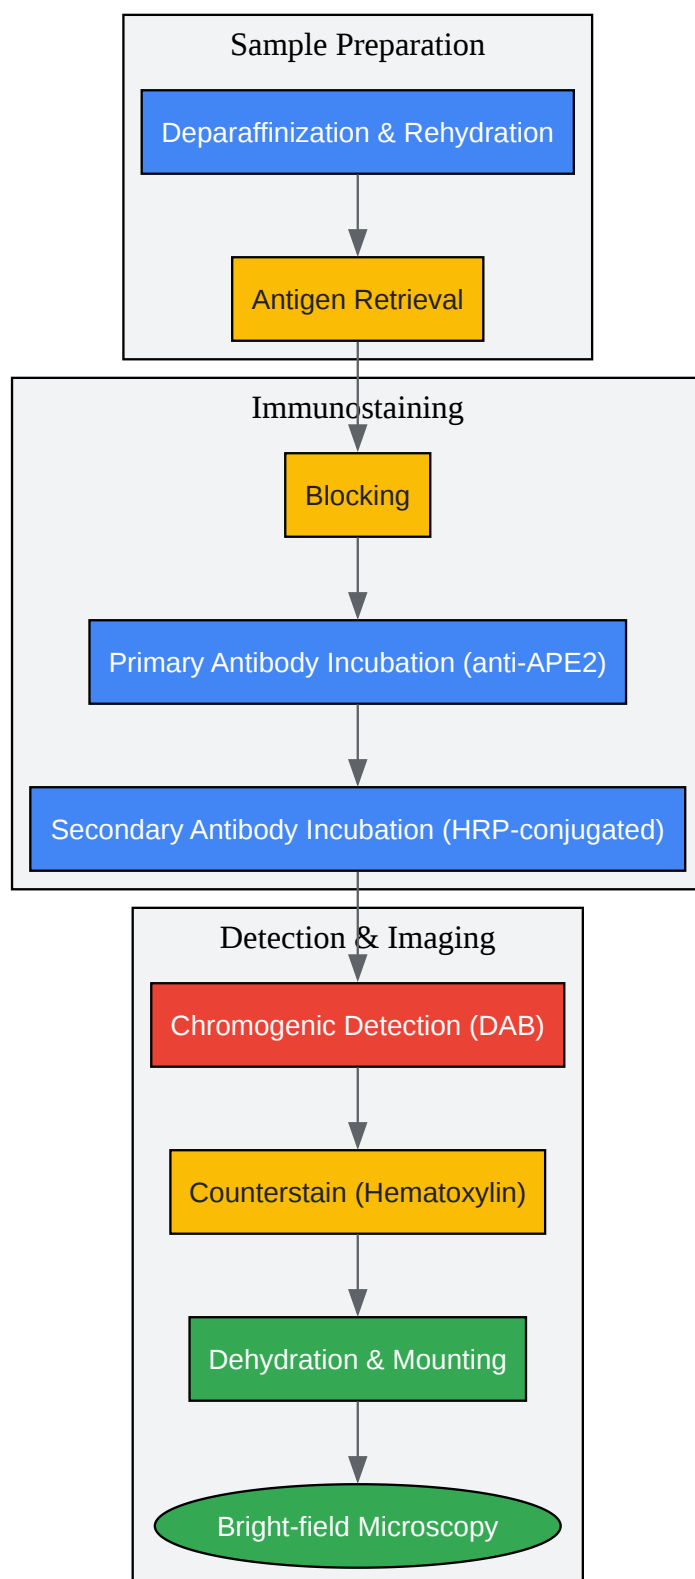 Sample Preparation
Deparaffinization & Rehydration
Antigen Retrieval
Immunostaining
Blocking
Primary Antibody Incubation (anti-APE2)
Secondary Antibody Incubation (HRP-conjugated)
Detection & Imaging
Chromogenic Detection (DAB)
Counterstain (Hematoxylin)
Dehydration & Mounting
Bright-field Microscopy